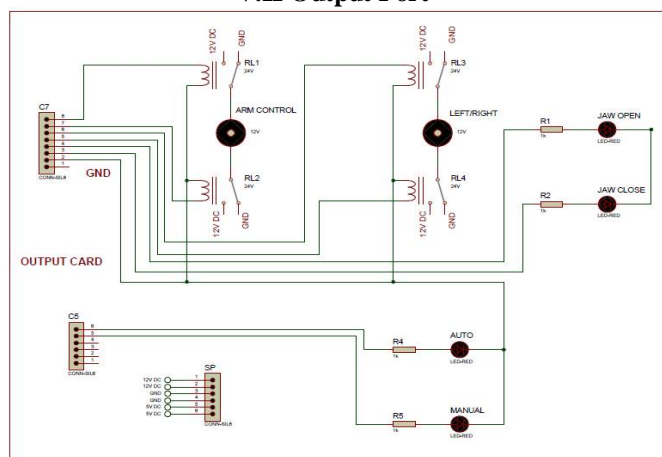 12V DC
GND
RL1
24V
ARM CONTROL
12V
RL2
24V
12V DC
GND
12V DC
GND
RL3
24V
LEFT/RIGHT
12V
RL4
24V
12V DC
GND
C7
8
7
6
5
4
3
2
1
CONN-SIL8
GND
R1
1k
JAW OPEN
LED-RED
R2
1k
JAW CLOSE
LED-RED
OUTPUT CARD
C5
6
5
4
3
2
1
CONN-SIL6
R4
1k
AUTO
LED-RED
R5
1k
MANUAL
LED-RED
SP
12V DC 1
12V DC 2
GND 3
GND 4
5V DC 5
5V DC 6
CONN-SIL6